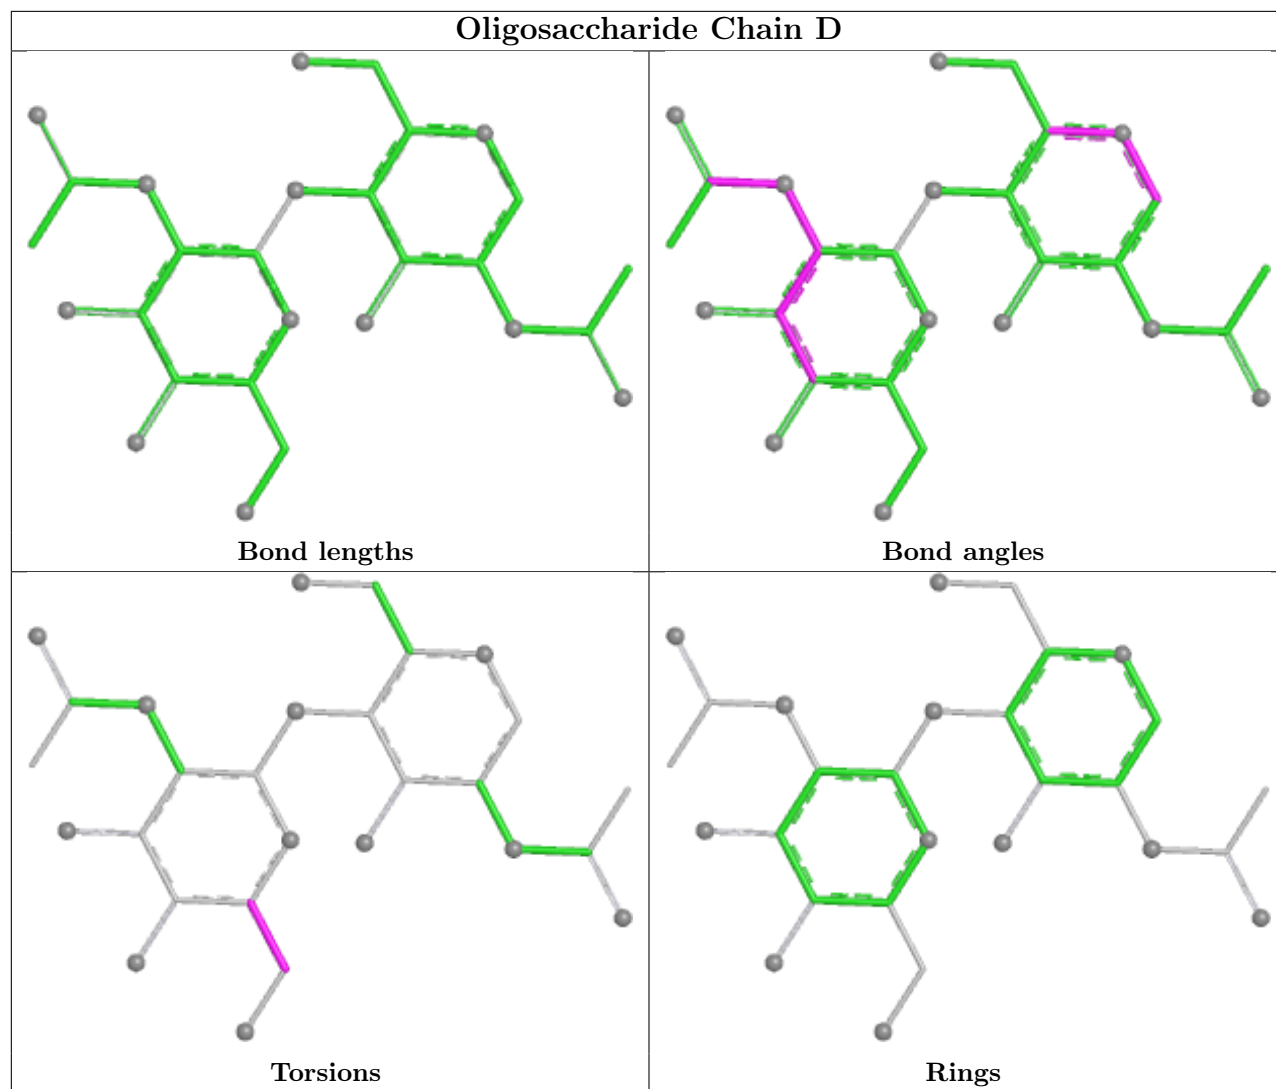 Oligosaccharide Chain D
Bond lengths
Bond angles
Torsions
Rings